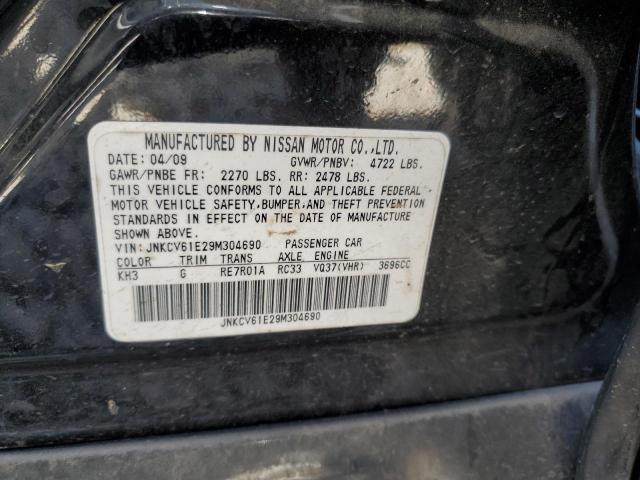 MANUFACTURED BY NISSAN MOTOR CO.,LTD.
DATE: 04/09 GVWR/PNBV: 4722 LBS.
GAWR/PNBE FR: 2270 LBS. RR: 2478 LBS.
THIS VEHICLE CONFORMS TO ALL APPLICABLE FEDERAL
MOTOR VEHICLE SAFETY,BUMPER,AND THEFT PREVENTION
STANDARDS IN EFFECT ON THE DATE OF MANUFACTURE
SHOWN ABOVE.
VIN:JNKCV61E29M304690 PASSENGER CAR
COLOR TRIM TRANS AXLE ENGINE
KH3 G RE7R01A RC33 VQ37(VHR) 3696CC
JNKCV61E29M304690